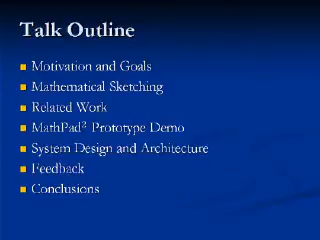 Talk Outline
Motivation and Goals
Mathematical Sketching
Related Work
MathPad² Prototype Demo
System Design and Architecture
Feedback
Conclusions